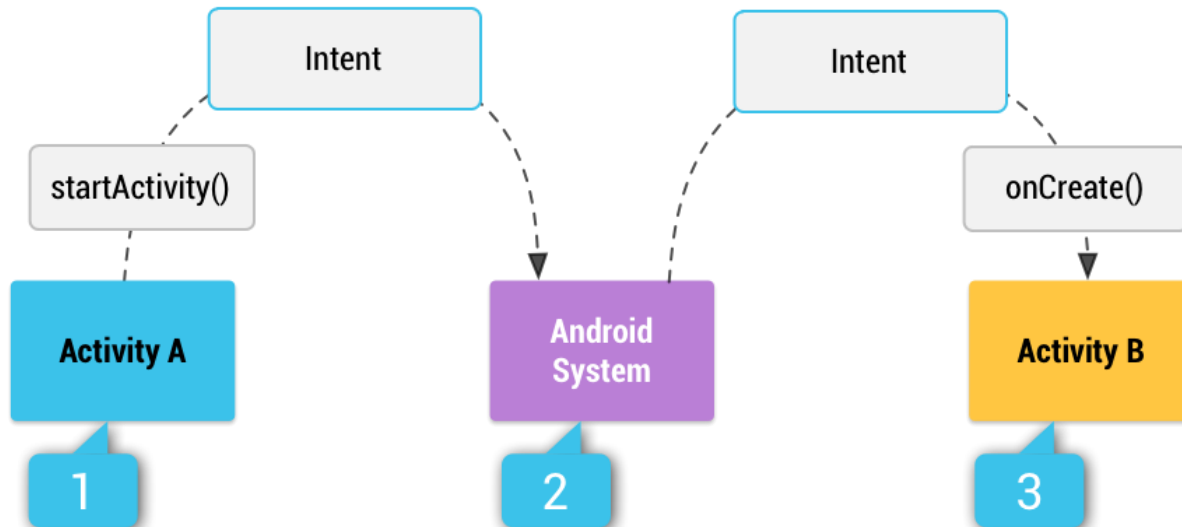 Intent
Intent
startActivity()
onCreate()
Activity A
Android
System
Activity B
1
2
3